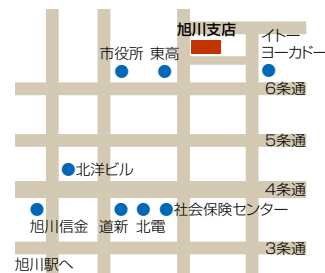 旭川支店
イトー
ヨーカドー
市役所
東高
6条通
5条通
北洋ビル
4条通
社会保険センター
旭川信金
道新
北電
3条通
旭川駅へ